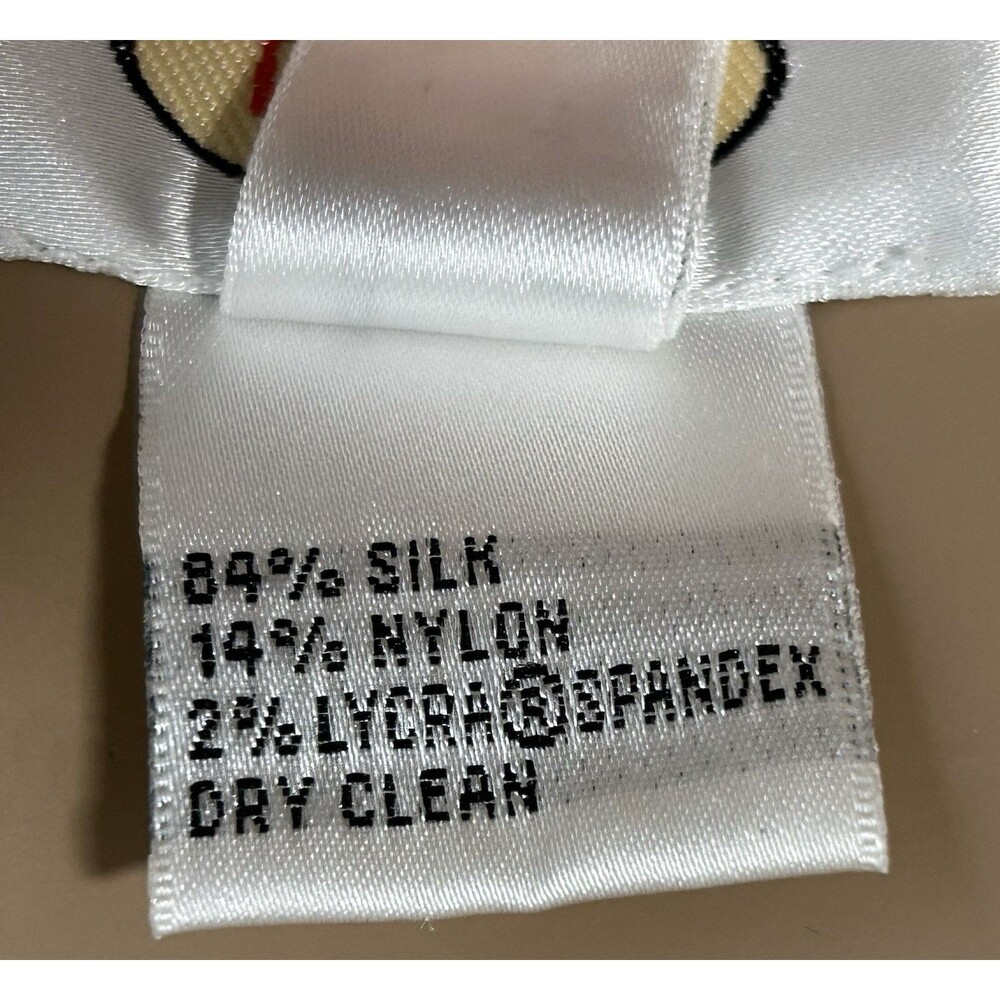 84% SILK
14% NYLON
2% LYCRA® SPANDEX
DRY CLEAN